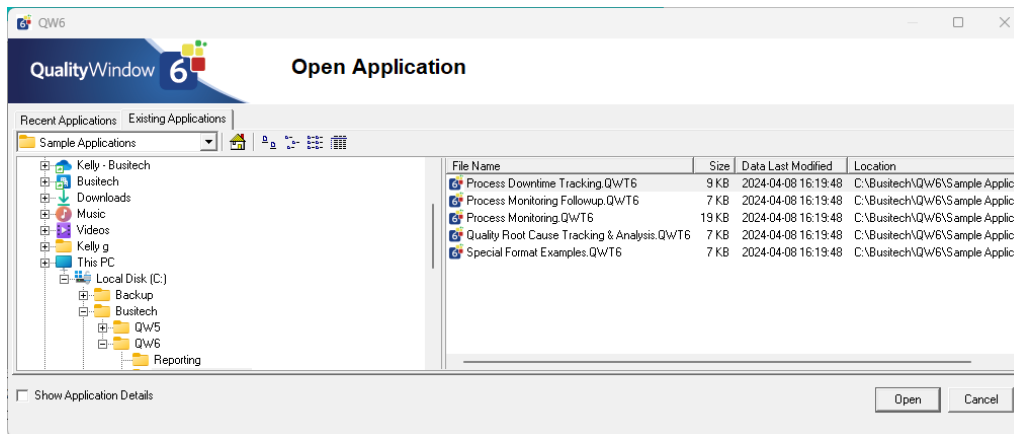 QW6
QualityWindow 6
Open Application
Recent Applications Existing Applications
Sample Applications
Kelly - Busitech
Busitech
Downloads
Music
Videos
Kelly g
This PC
Local Disk (C:)
Backup
Busitech
QW5
QW6
Reporting
File Name Size Data Last Modified Location
Process Downtime Tracking.QWT6 9 KB 2024-04-08 16:19:48 C:\Busitech\QW6\Sample Applic
Process Monitoring Followup.QWT6 7 KB 2024-04-08 16:19:48 C:\Busitech\QW6\Sample Applic
Process Monitoring.QWT6 19 KB 2024-04-08 16:19:48 C:\Busitech\QW6\Sample Applic
Quality Root Cause Tracking & Analysis.QWT6 7 KB 2024-04-08 16:19:48 C:\Busitech\QW6\Sample Applic
Special Format Examples.QWT6 7 KB 2024-04-08 16:19:48 C:\Busitech\QW6\Sample Applic
Show Application Details
Open Cancel